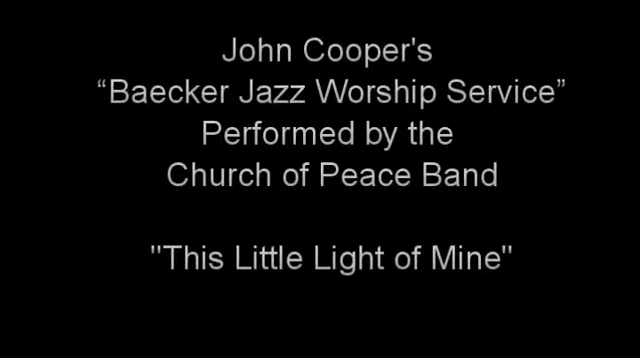 John Cooper's
“Baecker Jazz Worship Service”
Performed by the
Church of Peace Band
"This Little Light of Mine"